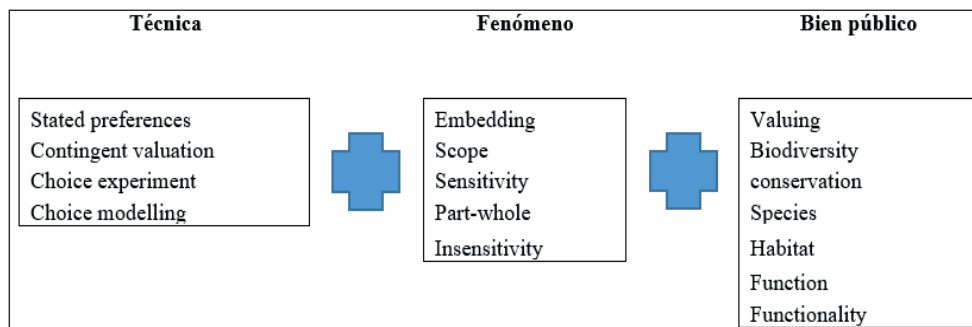 Técnica
Fenómeno
Bien público
Stated preferences
Contingent valuation
Choice experiment
Choice modelling
Embedding
Scope
Sensitivity
Part-whole
Insensitivity
Valuing
Biodiversity
conservation
Species
Habitat
Function
Functionality